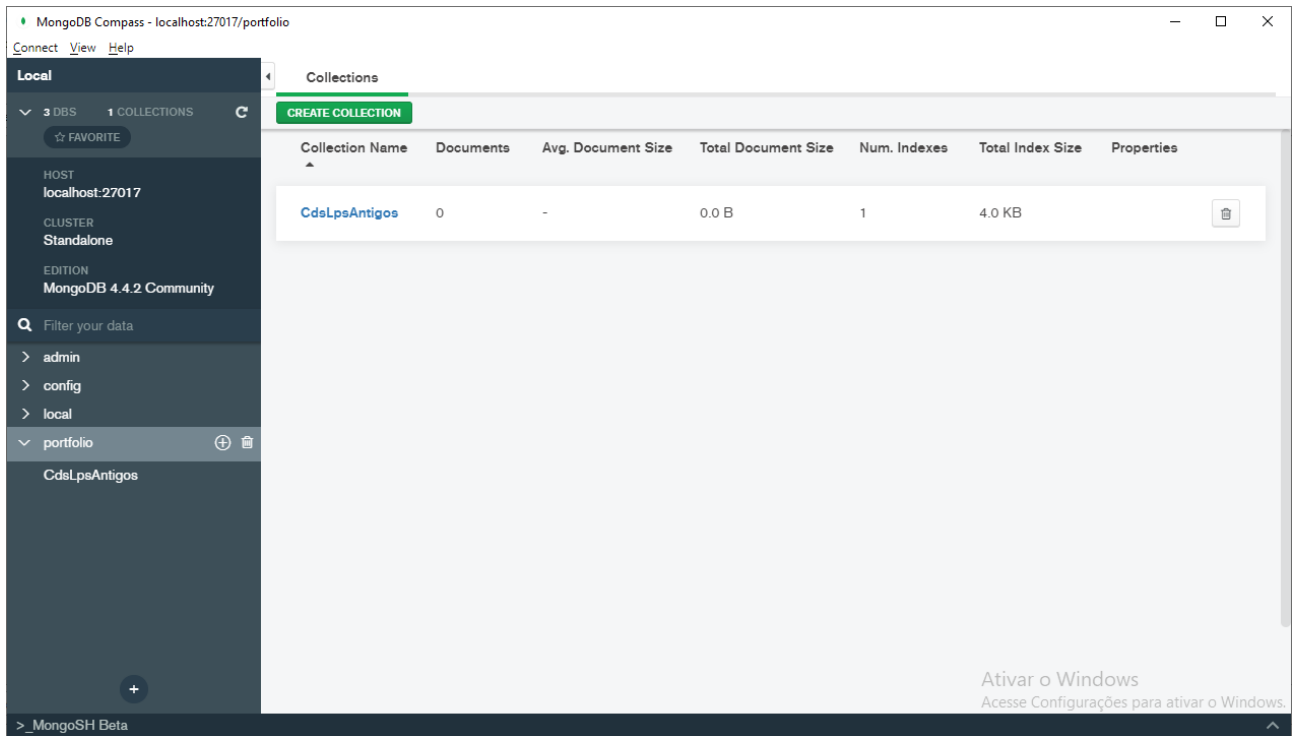 MongoDB Compass - localhost:27017/portfolio
Connect View Help
Local
3 DBS 1 COLLECTIONS
☆ FAVORITE
HOST
localhost:27017
CLUSTER
Standalone
EDITION
MongoDB 4.4.2 Community
Filter your data
admin
config
local
portfolio
CdsLpsAntigos
>_MongoSH Beta
Collections
CREATE COLLECTION
Collection Name Documents Avg. Document Size Total Document Size Num. Indexes Total Index Size Properties
CdsLpsAntigos 0 - 0.0 B 1 4.0 KB
Ativar o Windows
Acesse Configurações para ativar o Windows.